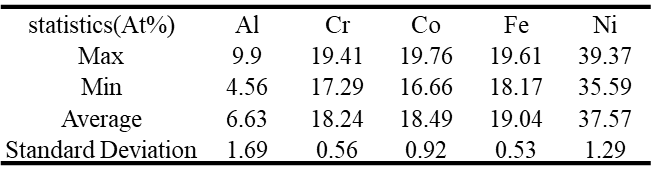 statistics(At%) Al Cr Co Fe Ni
Max 9.9 19.41 19.76 19.61 39.37
Min 4.56 17.29 16.66 18.17 35.59
Average 6.63 18.24 18.49 19.04 37.57
Standard Deviation 1.69 0.56 0.92 0.53 1.29